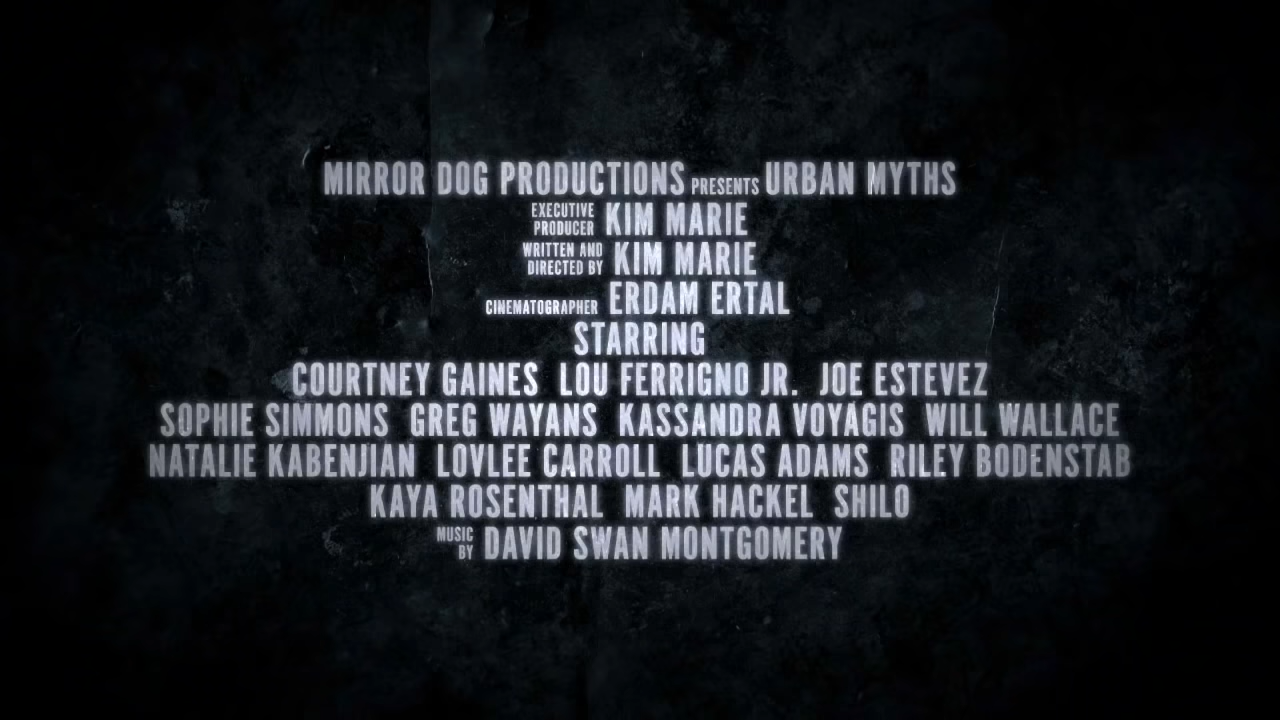 MIRROR DOG PRODUCTIONS PRESENTS URBAN MYTHS
EXECUTIVE PRODUCER KIM MARIE
WRITTEN AND DIRECTED BY KIM MARIE
CINEMATOGRAPHER ERDAM ERTAL
STARRING
COURTNEY GAINES LOU FERRIGNO JR. JOE ESTEVEZ
SOPHIE SIMMONS GREG WAYANS KASSANDRA VOYAGIS WILL WALLACE
NATALIE KABENJIAN LOVLEE CARROLL LUCAS ADAMS RILEY BODENSTAB
KAYA ROSENTHAL MARK HACKEL SHILO
MUSIC BY DAVID SWAN MONTGOMERY